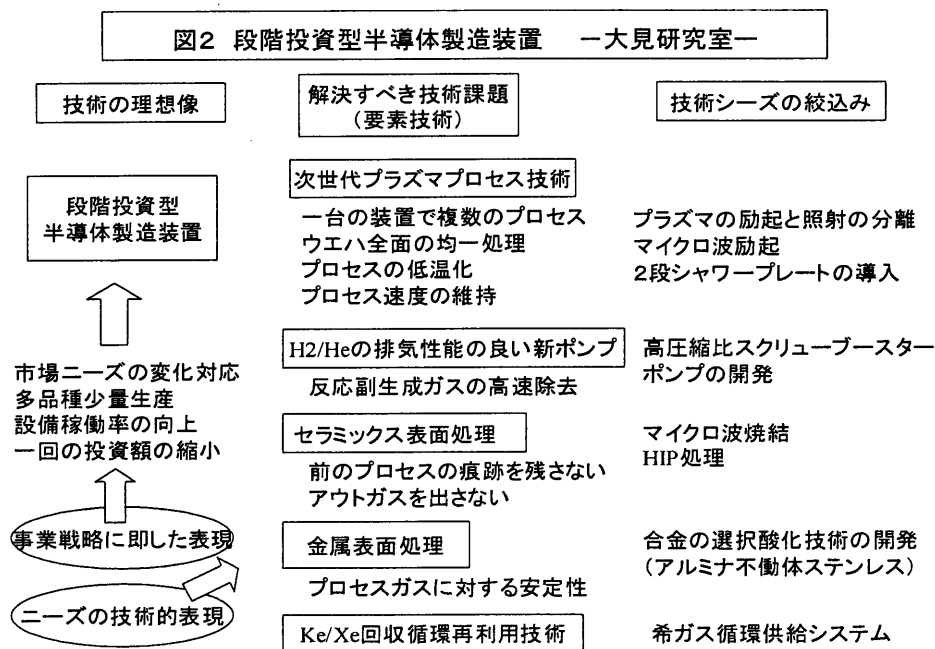 図2 段階投資型半導体製造装置 ―大見研究室―
技術の理想像
解決すべき技術課題
(要素技術)
技術シーズの絞込み
段階投資型
半導体製造装置
市場ニーズの変化対応
多品種少量生産
設備稼働率の向上
一回の投資額の縮小
事業戦略に即した表現
ニーズの技術的表現
次世代プラズマプロセス技術
一台の装置で複数のプロセス
ウエハ全面の均一処理
プロセスの低温化
プロセス速度の維持
プラズマの励起と照射の分離
マイクロ波励起
2段シャワープレートの導入
H2/Heの排気性能の良い新ポンプ
反応副生成ガスの高速除去
高圧縮比スクリューブースター
ポンプの開発
セラミックス表面処理
前のプロセスの痕跡を残さない
アウトガスを出さない
マイクロ波焼結
HIP処理
金属表面処理
プロセスガスに対する安定性
合金の選択酸化技術の開発
(アルミナ不働体ステンレス)
Ke/Xe回収循環再利用技術
希ガス循環供給システム